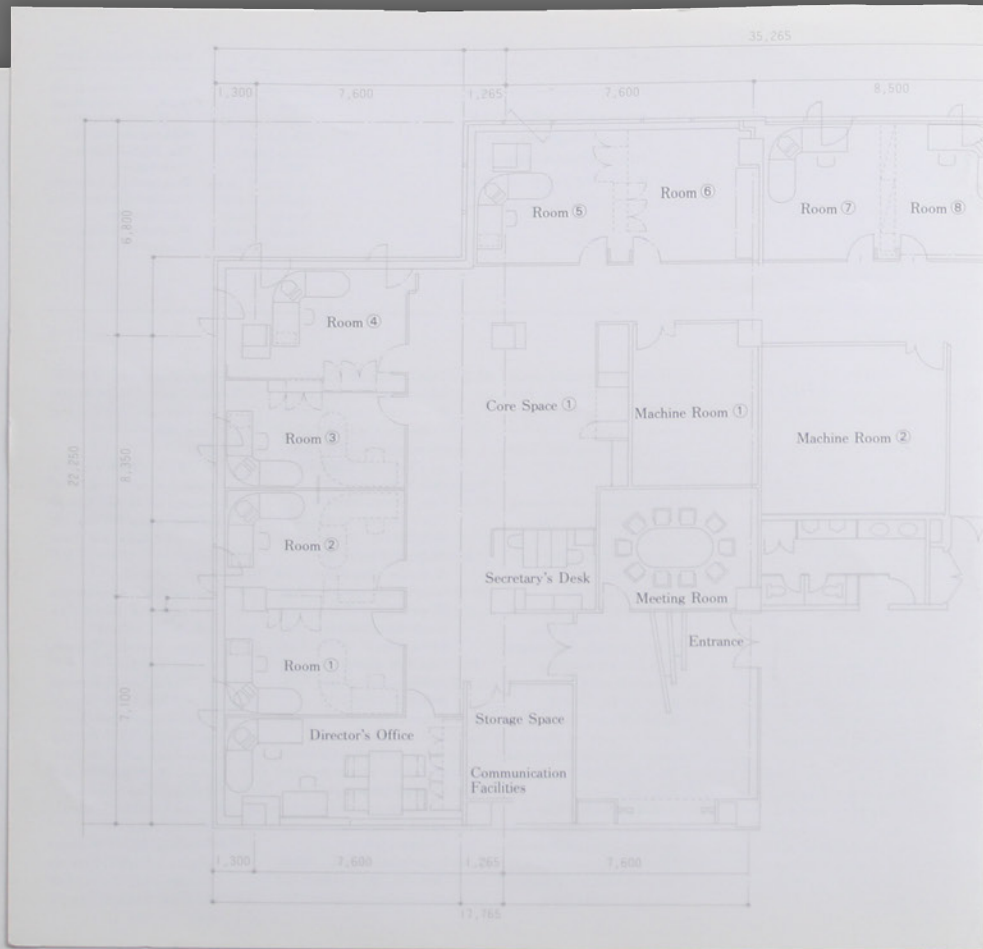 35,265
1,300
7,600
1,265
7,600
8,500
6,800
8,350
22,250
7,100
Room ⑤
Room ⑥
Room ⑦
Room ⑧
Room ④
Core Space ①
Machine Room ①
Machine Room ②
Room ③
Room ②
Secretary's Desk
Meeting Room
Entrance
Room ①
Director's Office
Storage Space
Communication
Facilities
1,300
7,600
1,265
7,600
17,765